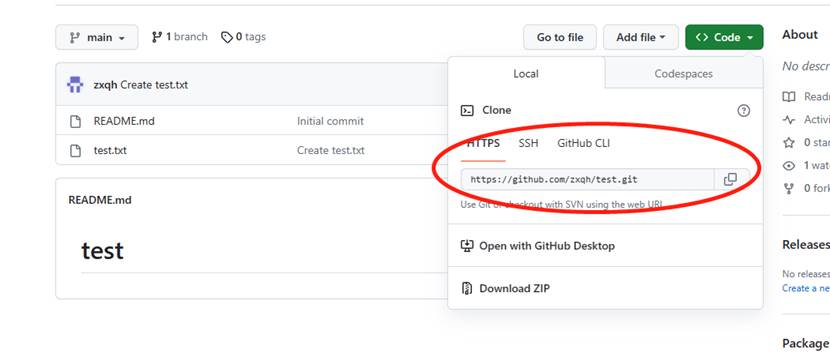 main
1 branch
0 tags
Go to file
Add file
Code
About
zxqh Create test.txt
README.md
Initial commit
test.txt
Create test.txt
README.md
test
Local
Codespaces
Clone
HTTPS
SSH
GitHub CLI
https://github.com/zxqh/test.git
Use Git or checkout with SVN using the web URL.
Open with GitHub Desktop
Download ZIP
No descr
Readm
Activi
0 star
1 watc
0 fork
Releases
No releases
Create a ne
Package